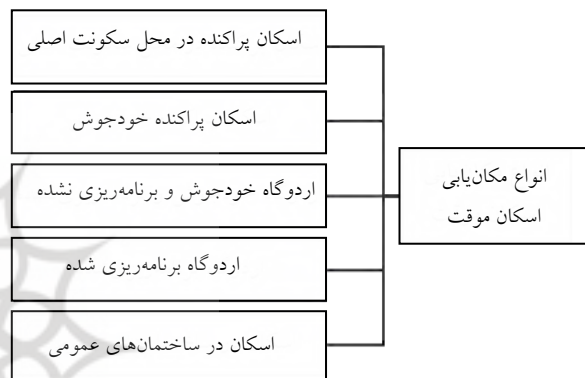 انواع مکان‌یابی
اسکان موقت
اسکان پراکنده در محل سکونت اصلی
اسکان پراکنده خودجوش
اردوگاه خودجوش و برنامه‌ریزی نشده
اردوگاه برنامه‌ریزی شده
اسکان در ساختمان‌های عمومی